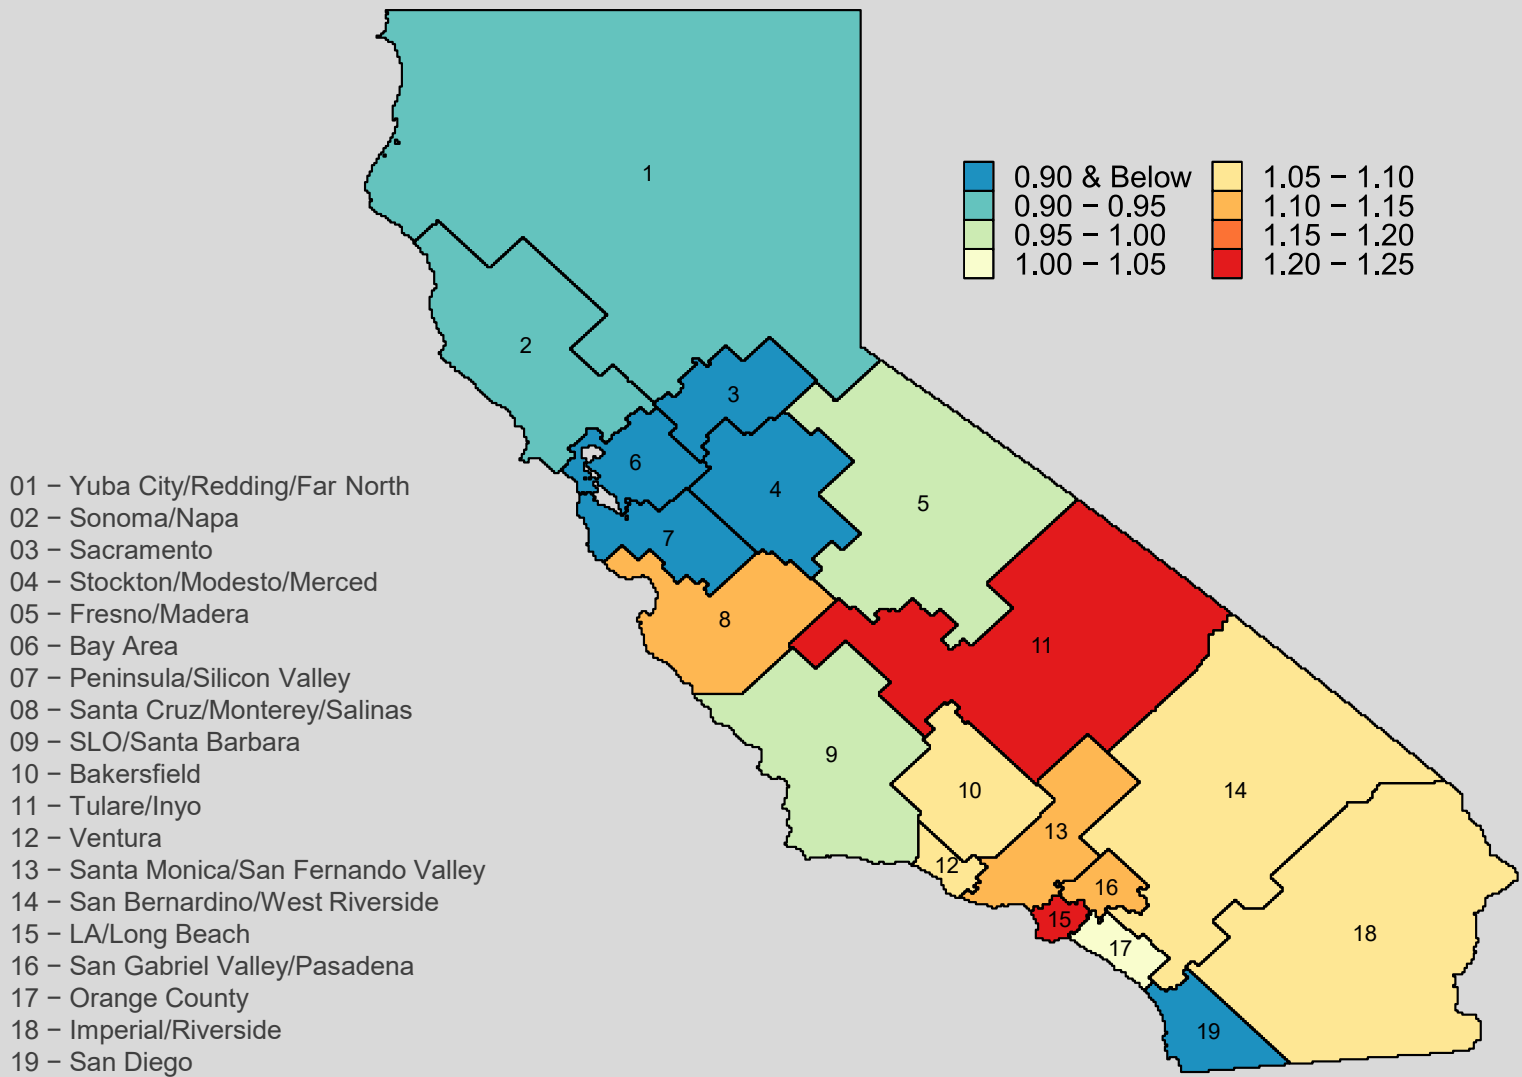 1
0.90 & Below
1.05 − 1.10
0.90 − 0.95
1.10 − 1.15
0.95 − 1.00
1.15 − 1.20
1.00 − 1.05
1.20 − 1.25
2
3
6
4
5
7
8
11
9
10
14
13
12
16
15
17
18
19
01 − Yuba City/Redding/Far North
02 − Sonoma/Napa
03 − Sacramento
04 − Stockton/Modesto/Merced
05 − Fresno/Madera
06 − Bay Area
07 − Peninsula/Silicon Valley
08 − Santa Cruz/Monterey/Salinas
09 − SLO/Santa Barbara
10 − Bakersfield
11 − Tulare/Inyo
12 − Ventura
13 − Santa Monica/San Fernando Valley
14 − San Bernardino/West Riverside
15 − LA/Long Beach
16 − San Gabriel Valley/Pasadena
17 − Orange County
18 − Imperial/Riverside
19 − San Diego